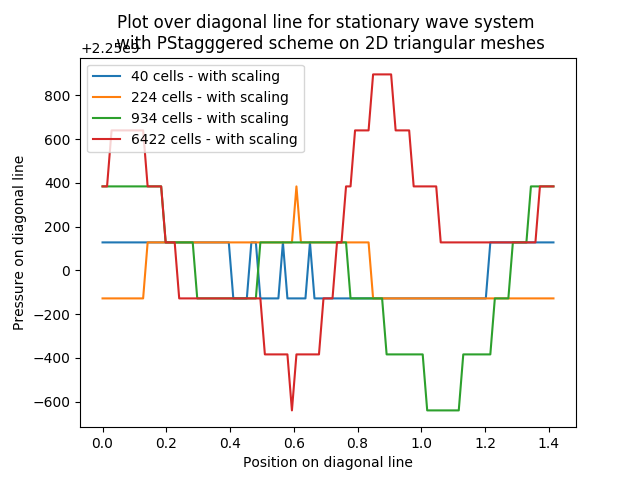 Plot over diagonal line for stationary wave system
with PStagggered scheme on 2D triangular meshes
+2.25e9
40 cells - with scaling
224 cells - with scaling
934 cells - with scaling
6422 cells - with scaling
Pressure on diagonal line
800
600
400
200
0
−200
−400
−600
0.0 0.2 0.4 0.6 0.8 1.0 1.2 1.4
Position on diagonal line